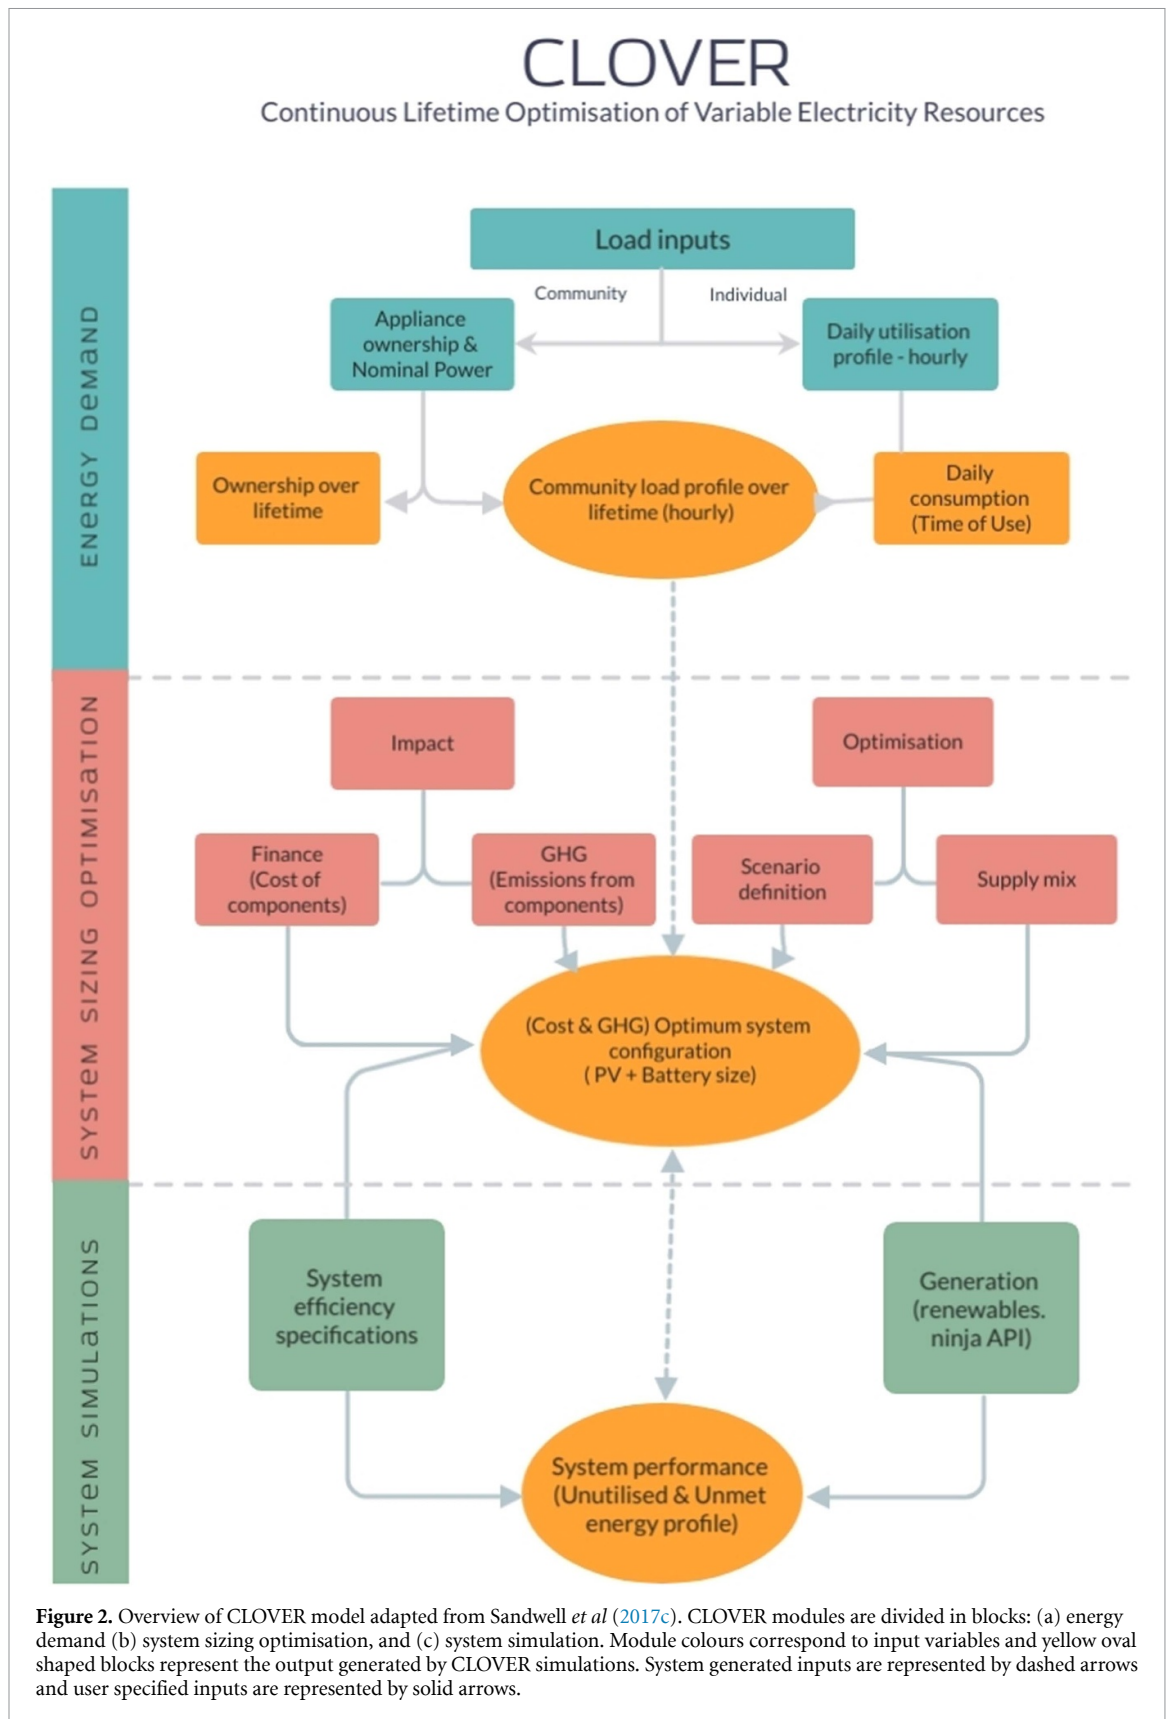 CLOVER
Continuous Lifetime Optimisation of Variable Electricity Resources
ENERGY DEMAND
Load inputs
Community
Individual
Appliance
ownership &
Nominal Power
Daily utilisation
profile - hourly
Ownership over
lifetime
Community load profile over
lifetime (hourly)
Daily
consumption
(Time of Use)
SYSTEM SIZING OPTIMISATION
Impact
Optimisation
Finance
(Cost of
components)
GHG
(Emissions from
components)
Scenario
definition
Supply mix
(Cost & GHG) Optimum system
configuration
( PV + Battery size)
SYSTEM SIMULATIONS
System
efficiency
specifications
Generation
(renewables.
ninja API)
System performance
(Unutilised & Unmet
energy profile)
Figure 2. Overview of CLOVER model adapted from Sandwell et al (2017c). CLOVER modules are divided in blocks: (a) energy
demand (b) system sizing optimisation, and (c) system simulation. Module colours correspond to input variables and yellow oval
shaped blocks represent the output generated by CLOVER simulations. System generated inputs are represented by dashed arrows
and user specified inputs are represented by solid arrows.